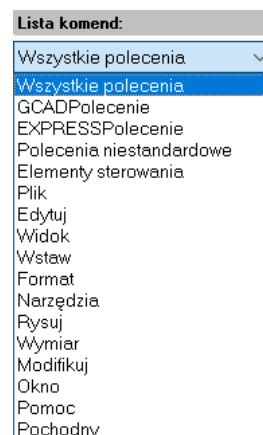 Lista komend:
Wszystkie polecenia
Wszystkie polecenia
GCADPolecenie
EXPRESSPolecenie
Polecenia niestandardowe
Elementy sterowania
Plik
Edytuj
Widok
Wstaw
Format
Narzędzia
Rysuj
Wymiar
Modifikuj
Okno
Pomoc
Pochodny